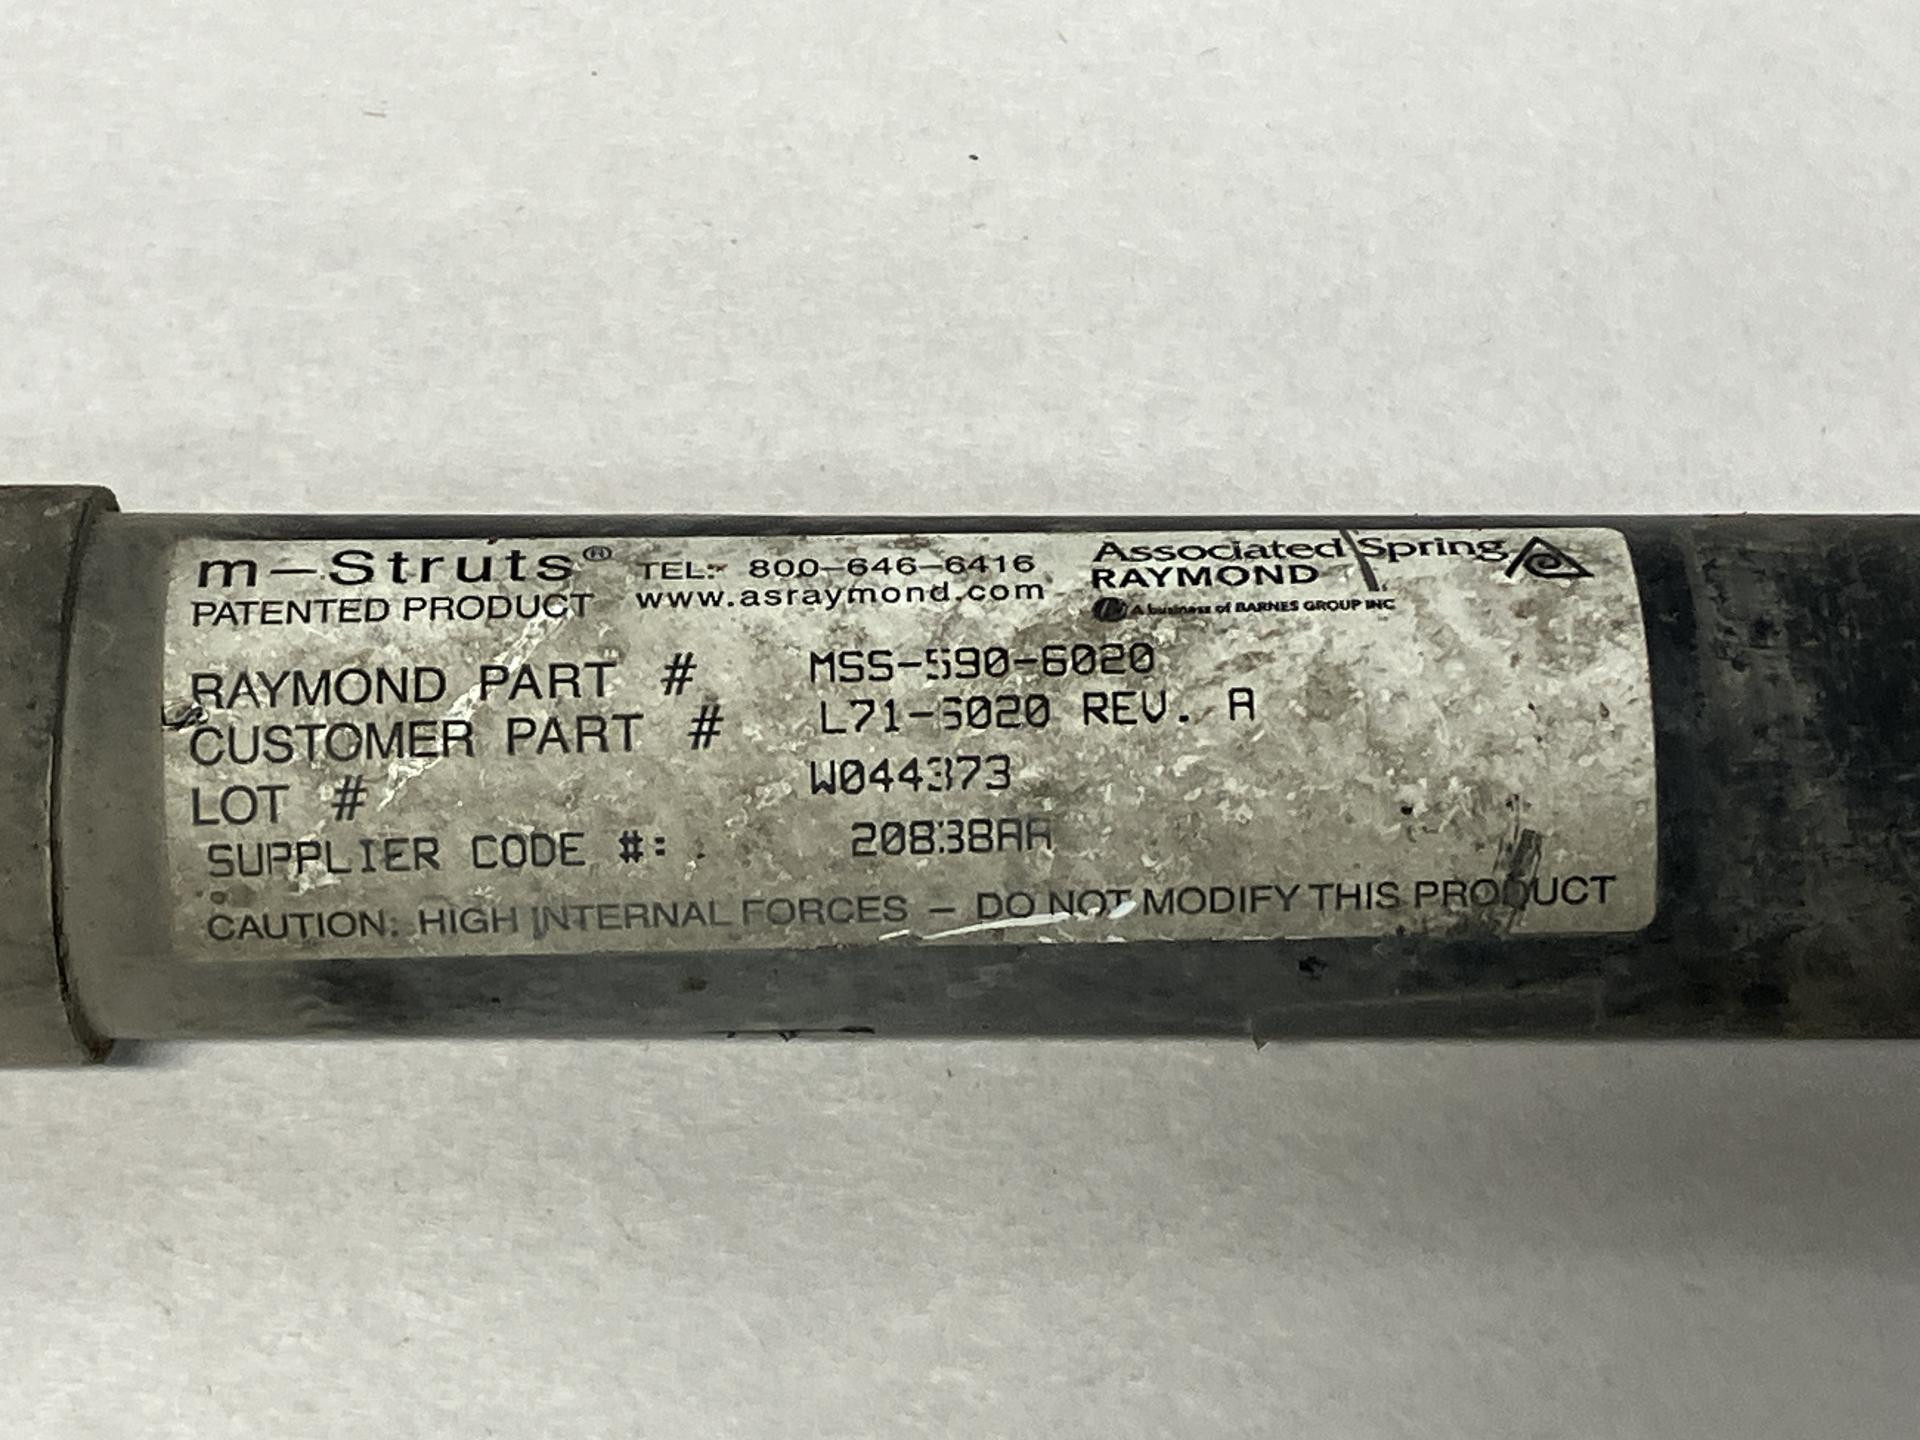 m-Struts®
PATENTED PRODUCT
TEL: 800-646-6416
www.asraymond.com
Associated Spring
RAYMOND
A business of BARNES GROUP INC
RAYMOND PART # MSS-590-6020
CUSTOMER PART # L71-6020 REV. A
LOT # W044373
SUPPLIER CODE #: 20838AA
CAUTION: HIGH INTERNAL FORCES - DO NOT MODIFY THIS PRODUCT